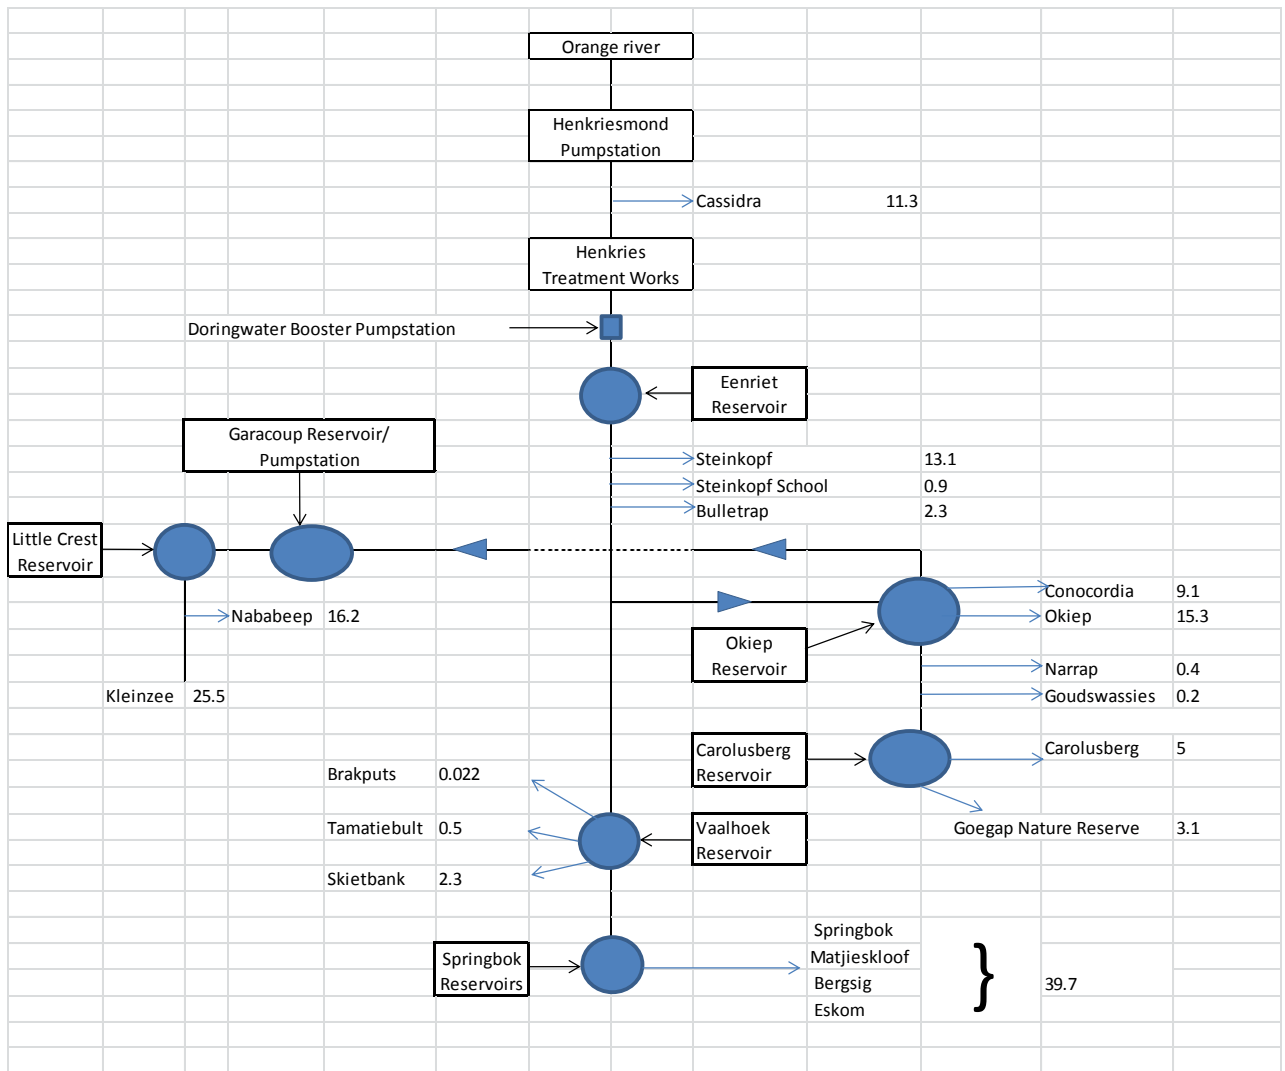 Orange river
Henkriesmond
Pumpstation
Cassidra 11.3
Henkries
Treatment Works
Doringwater Booster Pumpstation
Eenriet
Reservoir
Garacoup Reservoir/
Pumpstation
Steinkopf 13.1
Steinkopf School 0.9
Bulletrap 2.3
Little Crest
Reservoir
Conocordia 9.1
Nababeep 16.2
Okiep 15.3
Okiep
Reservoir
Narrap 0.4
Kleinzee 25.5
Goudswassies 0.2
Carolusberg
Reservoir
Carolusberg 5
Brakputs 0.022
Tamatiebult 0.5
Vaalhoek
Reservoir
Goegap Nature Reserve 3.1
Skietbank 2.3
Springbok
Reservoirs
Springbok
Matjieskloof
Bergsig
Eskom
} 39.7